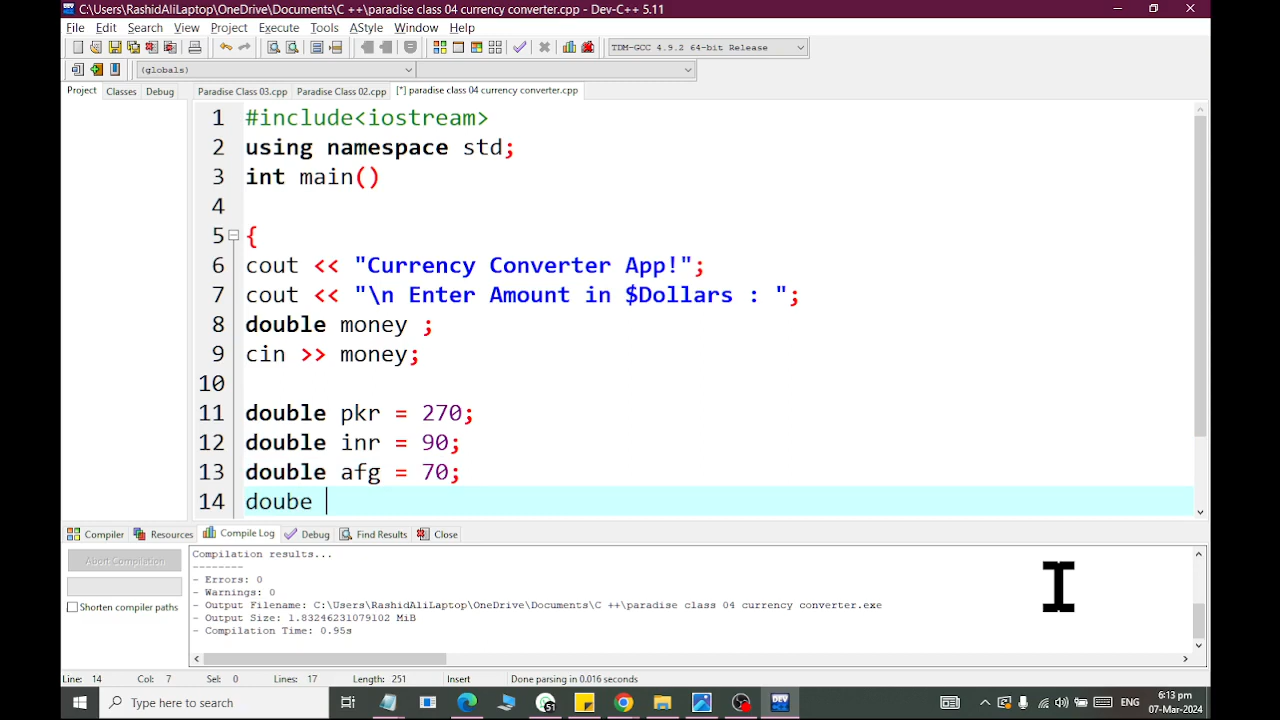 C:\Users\RashidAliLaptop\OneDrive\Documents\C ++\paradise class 04 currency converter.cpp - Dev-C++ 5.11
File Edit Search View Project Execute Tools AStyle Window Help
TDM-GCC 4.9.2 64-bit Release
(globals)
Project Classes Debug Paradise Class 03.cpp Paradise Class 02.cpp [*] paradise class 04 currency converter.cpp
1 #include<iostream>
2 using namespace std;
3 int main()
4
5 {
6 cout << "Currency Converter App!";
7 cout << "\n Enter Amount in $Dollars : ";
8 double money ;
9 cin >> money;
10
11 double pkr = 270;
12 double inr = 90;
13 double afg = 70;
14 doube
Compiler Resources Compile Log Debug Find Results Close
Abort Compilation
Shorten compiler paths
Compilation results...
--------
- Errors: 0
- Warnings: 0
- Output Filename: C:\Users\RashidAliLaptop\OneDrive\Documents\C ++\paradise class 04 currency converter.exe
- Output Size: 1.83246231079102 MiB
- Compilation Time: 0.95s
Line: 14 Col: 7 Sel: 0 Lines: 17 Length: 251 Insert Done parsing in 0.016 seconds
Type here to search
51
DEV
ENG
6:13 pm
07-Mar-2024